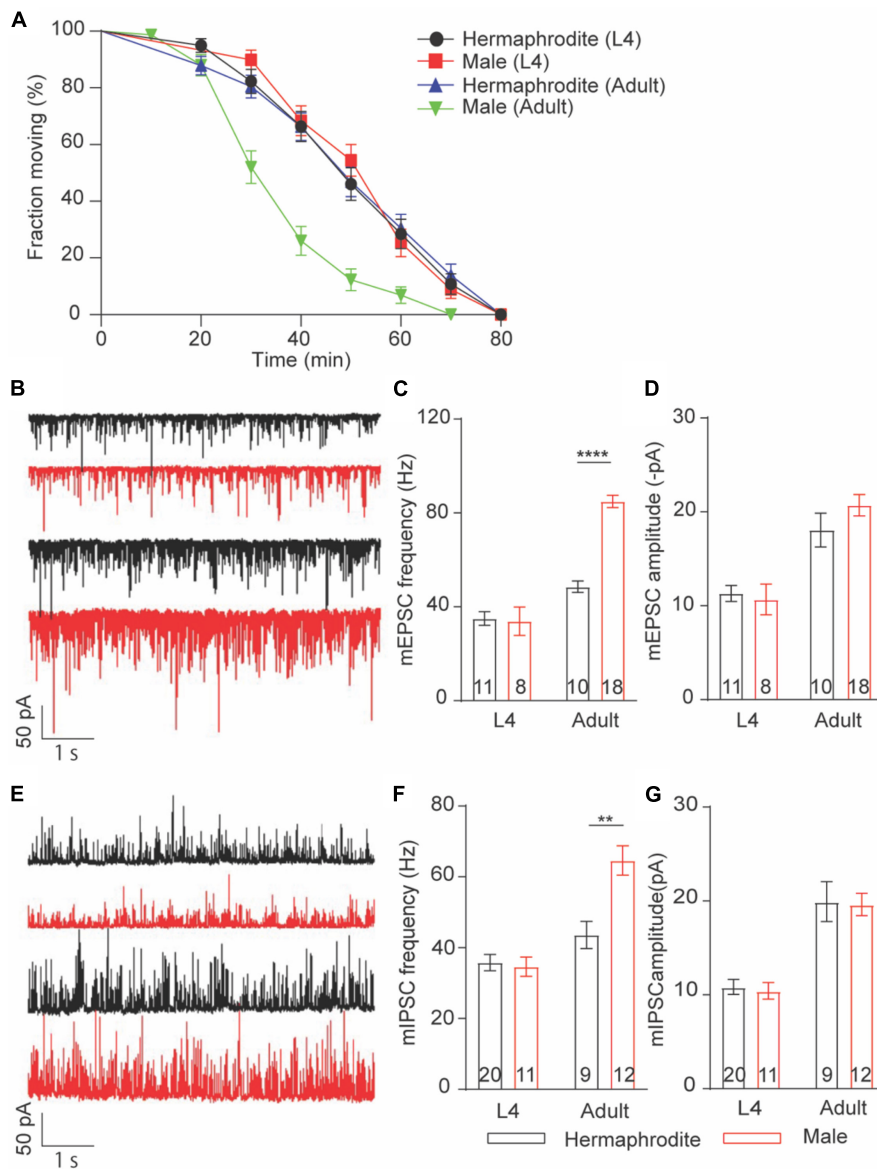 A
100
80
60
40
20
0
Fraction moving (%)
0 20 40 60 80
Time (min)
Hermaphrodite (L4)
Male (L4)
Hermaphrodite (Adult)
Male (Adult)
B
50 pA
1 s
C
120
80
40
0
mEPSC frequency (Hz)
****
11 8 10 18
L4 Adult
D
30
20
10
0
mEPSC amplitude (-pA)
11 8 10 18
L4 Adult
E
50 pA
1 s
F
80
60
40
20
0
mIPSC frequency (Hz)
**
20 11 9 12
L4 Adult
G
30
20
10
0
mIPSCamplitude(pA)
20 11 9 12
L4 Adult
Hermaphrodite Male